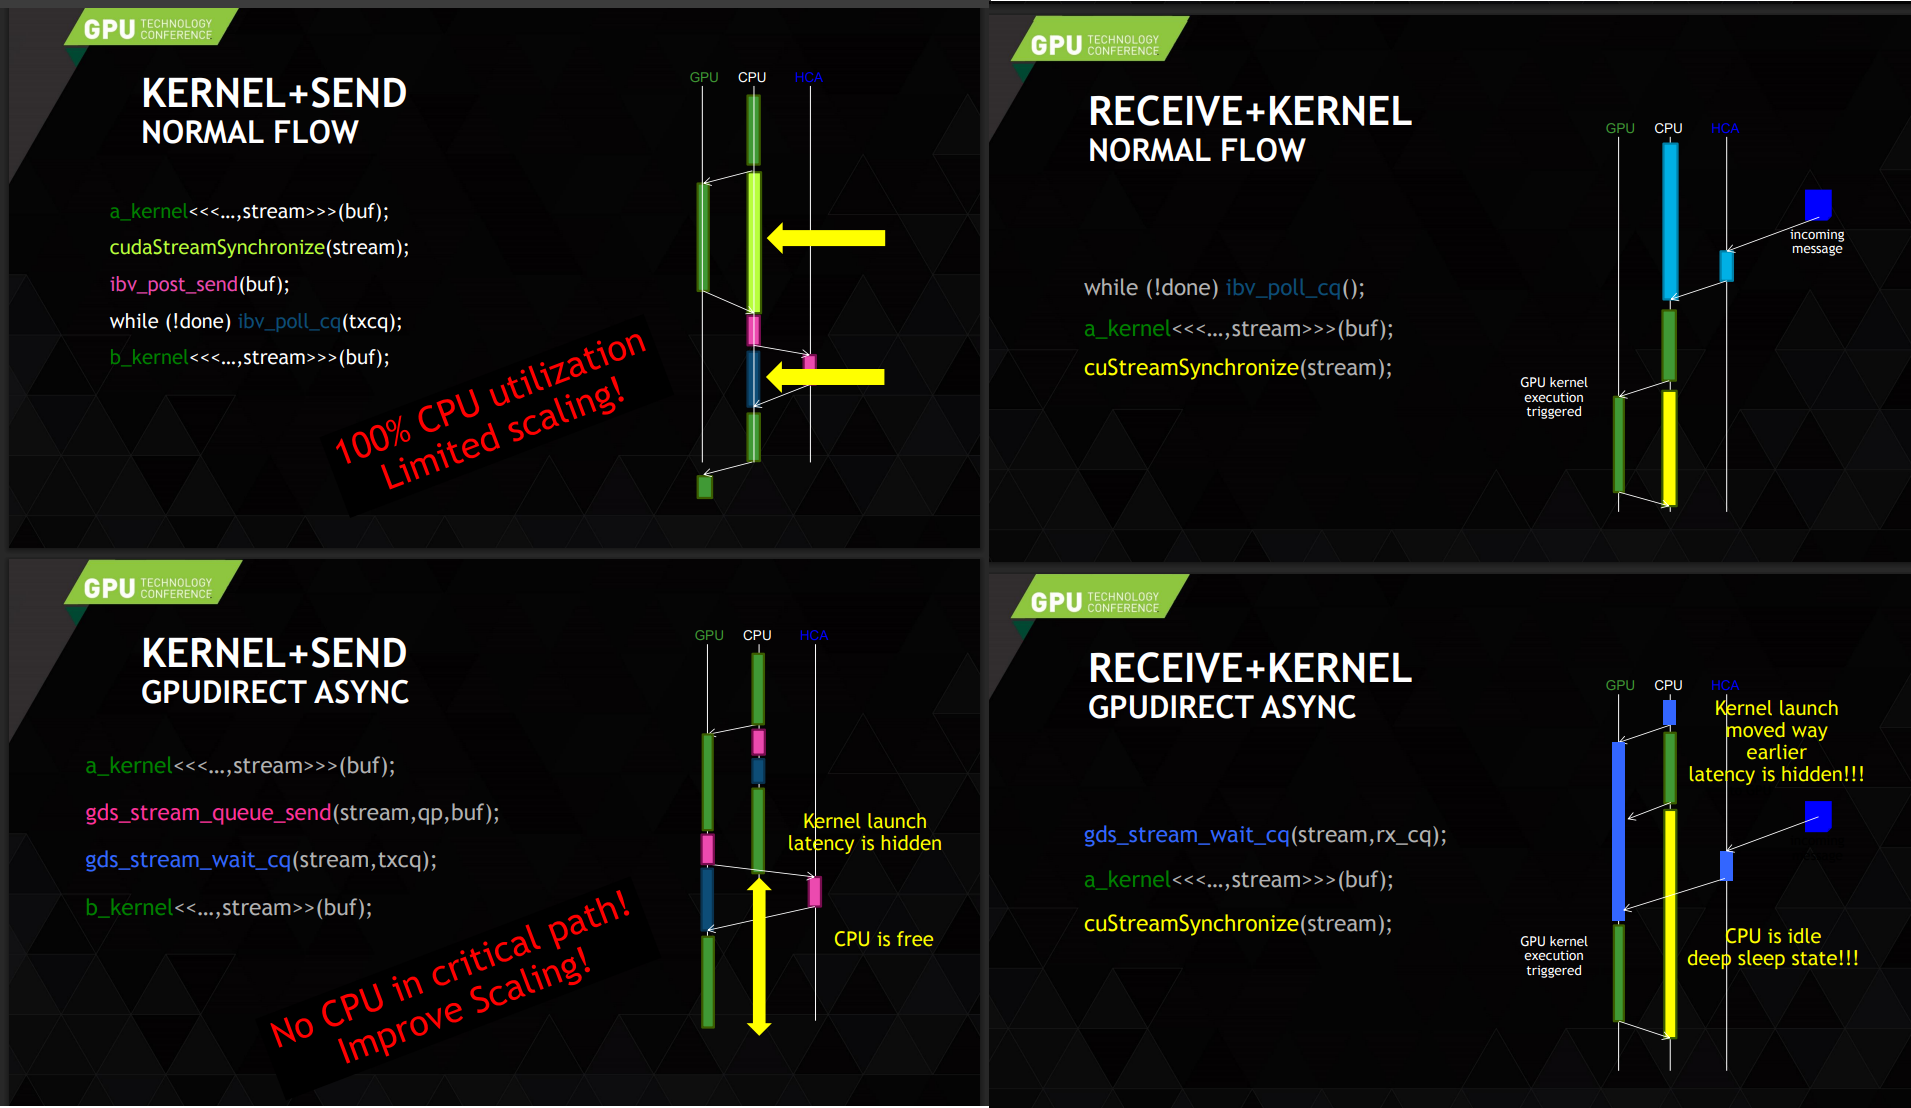 GPU TECHNOLOGY CONFERENCE
KERNEL+SEND
NORMAL FLOW
a_kernel<<<…,stream>>>(buf);
cudaStreamSynchronize(stream);
ibv_post_send(buf);
while (!done) ibv_poll_cq(txcq);
b_kernel<<<…,stream>>>(buf);
100% CPU utilization
Limited scaling!
GPU CPU HCA
GPU TECHNOLOGY CONFERENCE
RECEIVE+KERNEL
NORMAL FLOW
while (!done) ibv_poll_cq();
a_kernel<<<…,stream>>>(buf);
cuStreamSynchronize(stream);
GPU CPU HCA
incoming
message
GPU kernel
execution
triggered
GPU TECHNOLOGY CONFERENCE
KERNEL+SEND
GPUDIRECT ASYNC
a_kernel<<<…,stream>>>(buf);
gds_stream_queue_send(stream,qp,buf);
gds_stream_wait_cq(stream,txcq);
b_kernel<<…,stream>>(buf);
No CPU in critical path!
Improve Scaling!
GPU CPU HCA
Kernel launch
latency is hidden
CPU is free
GPU TECHNOLOGY CONFERENCE
RECEIVE+KERNEL
GPUDIRECT ASYNC
gds_stream_wait_cq(stream,rx_cq);
a_kernel<<<…,stream>>>(buf);
cuStreamSynchronize(stream);
GPU CPU HCA
Kernel launch
moved way
earlier
latency is hidden!!!
GPU kernel
execution
triggered
CPU is idle
deep sleep state!!!